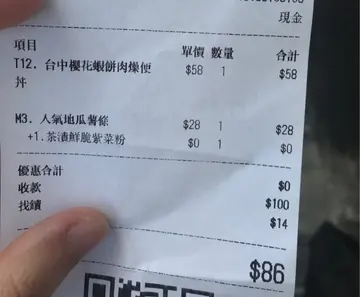 現金
項目 單價 數量 合計
T12. 台中櫻花蝦餅肉燥便 $58 1 $58
丼
M3. 人氣地瓜薯條 $28 1 $28
+1. 茶漬鮮脆紫菜粉 $0 1 $0
優惠合計 $0
收款 $100
找續 $14
$86